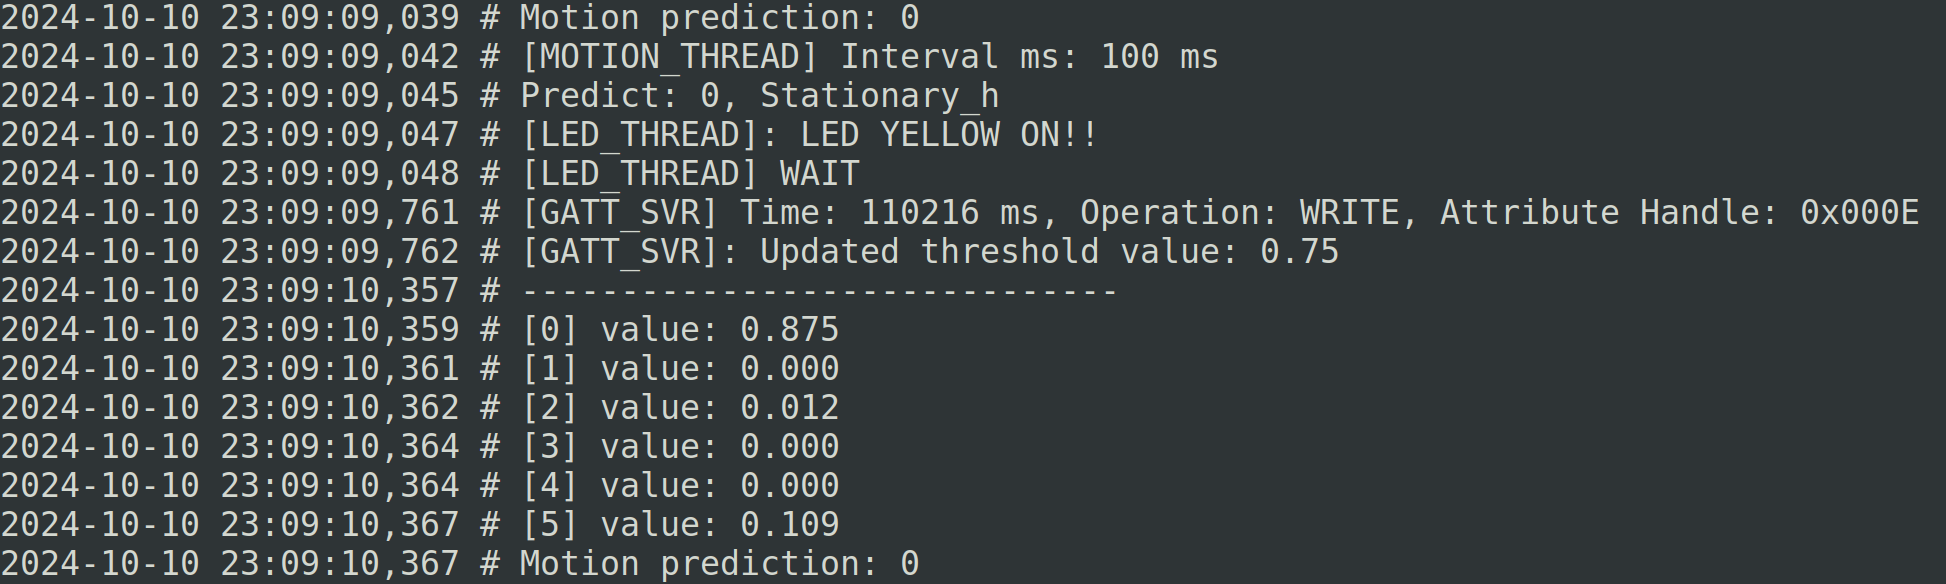 2024-10-10 23:09:09,039 # Motion prediction: 0
2024-10-10 23:09:09,042 # [MOTION_THREAD] Interval ms: 100 ms
2024-10-10 23:09:09,045 # Predict: 0, Stationary_h
2024-10-10 23:09:09,047 # [LED_THREAD]: LED YELLOW ON!!
2024-10-10 23:09:09,048 # [LED_THREAD] WAIT
2024-10-10 23:09:09,761 # [GATT_SVR] Time: 110216 ms, Operation: WRITE, Attribute Handle: 0x000E
2024-10-10 23:09:09,762 # [GATT_SVR]: Updated threshold value: 0.75
2024-10-10 23:09:10,357 # ------------------------------
2024-10-10 23:09:10,359 # [0] value: 0.875
2024-10-10 23:09:10,361 # [1] value: 0.000
2024-10-10 23:09:10,362 # [2] value: 0.012
2024-10-10 23:09:10,364 # [3] value: 0.000
2024-10-10 23:09:10,364 # [4] value: 0.000
2024-10-10 23:09:10,367 # [5] value: 0.109
2024-10-10 23:09:10,367 # Motion prediction: 0